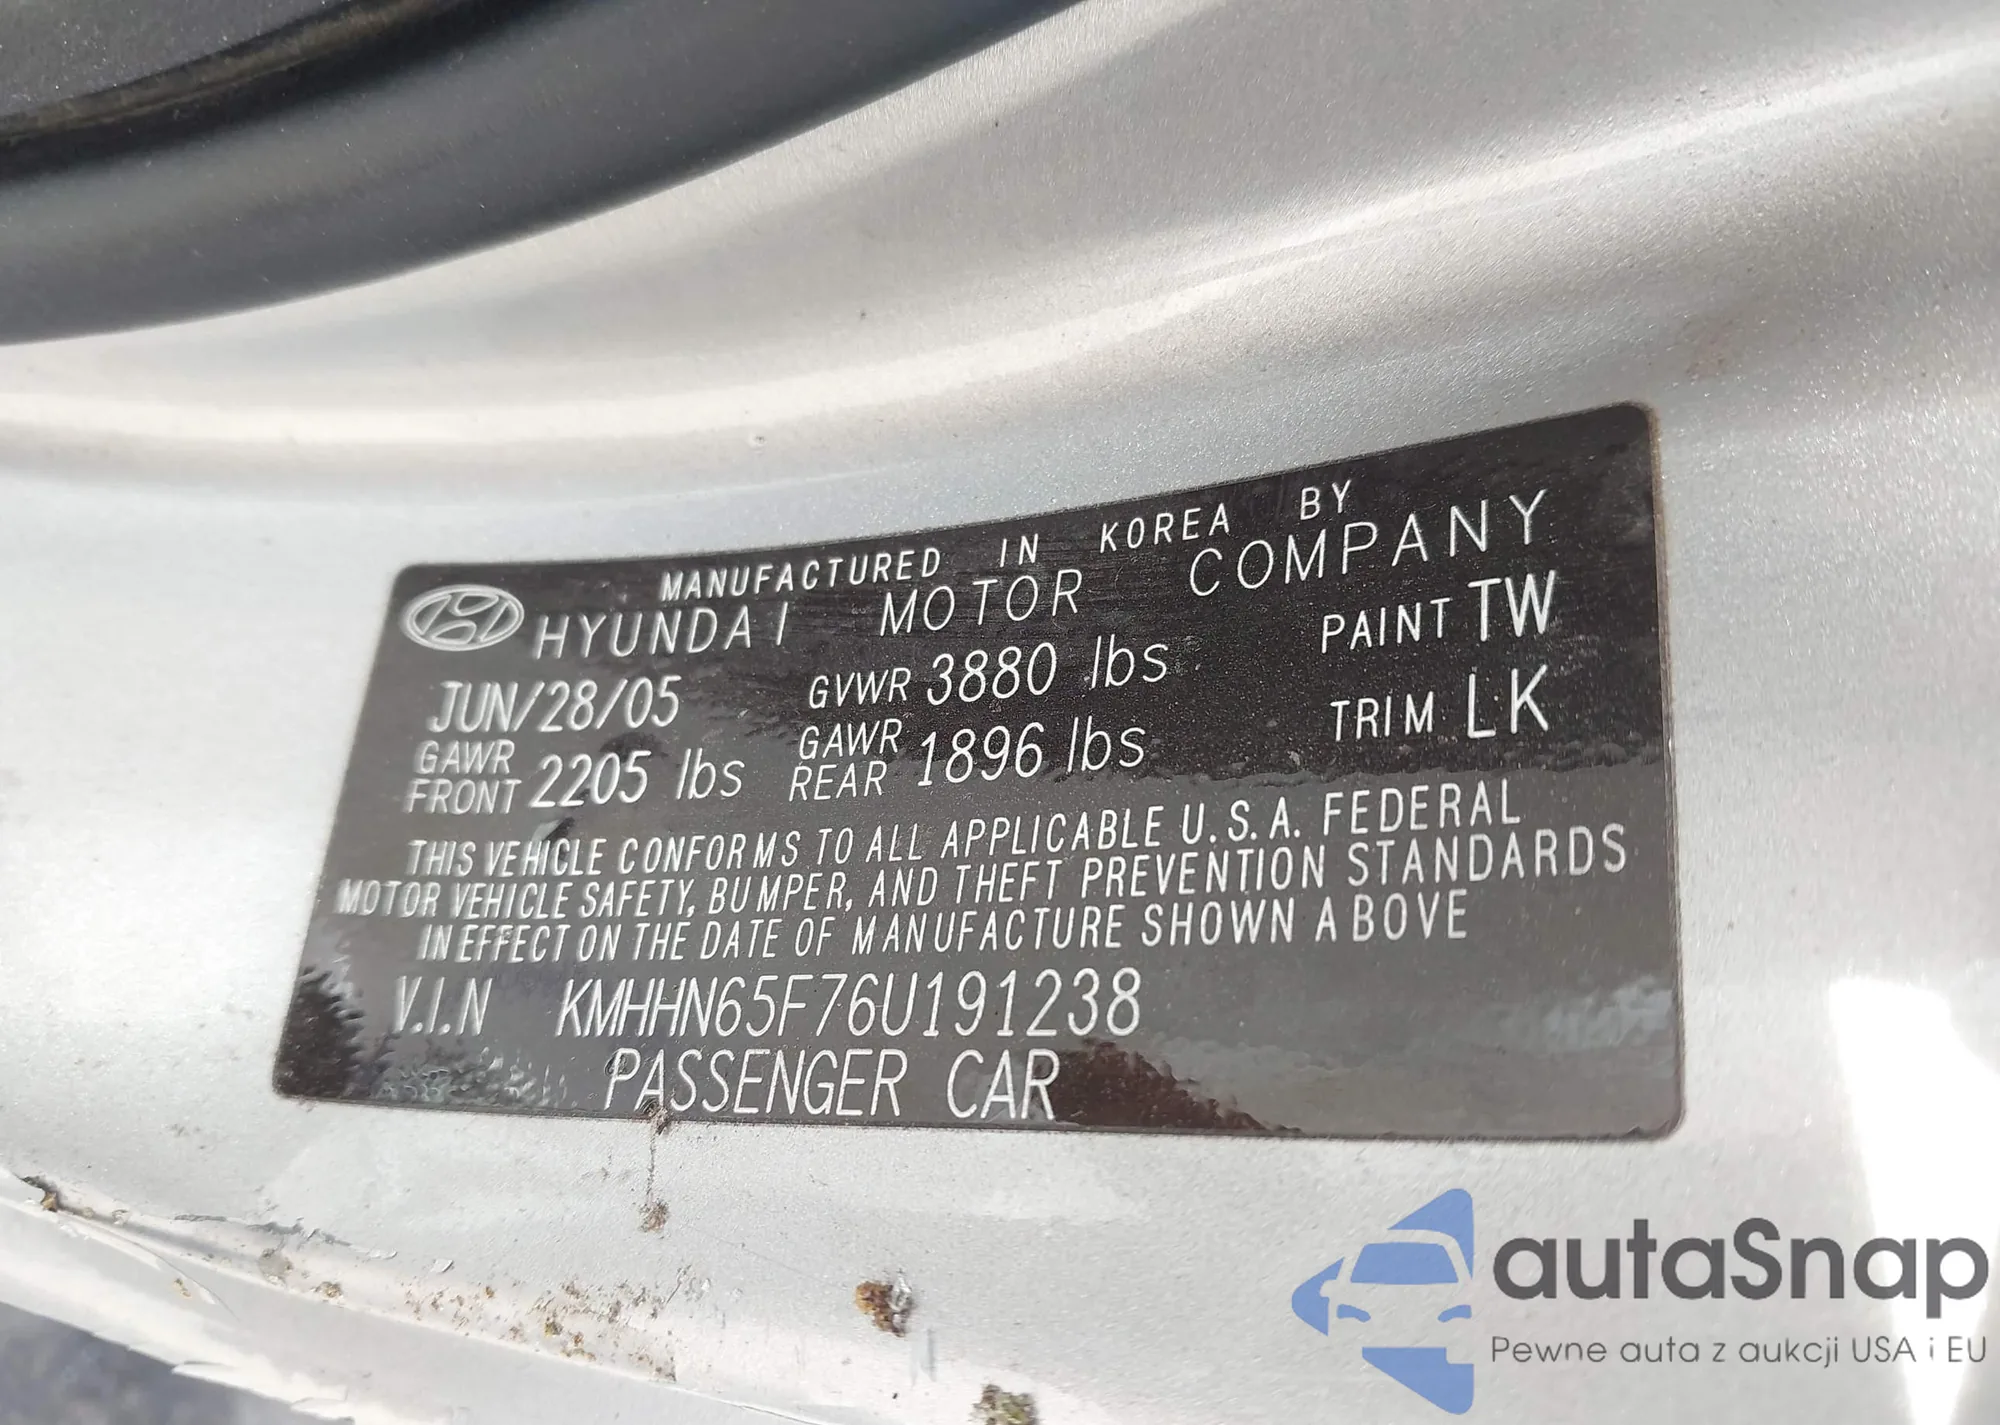 MANUFACTURED IN KOREA BY
HYUNDAI MOTOR COMPANY
JUN/28/05 GVWR 3880 lbs PAINT TW
GAWR FRONT 2205 lbs GAWR REAR 1896 lbs TRIM LK
THIS VEHICLE CONFORMS TO ALL APPLICABLE U.S.A. FEDERAL
MOTOR VEHICLE SAFETY, BUMPER, AND THEFT PREVENTION STANDARDS
IN EFFECT ON THE DATE OF MANUFACTURE SHOWN ABOVE
V.I.N KMHHN65F76U191238
PASSENGER CAR
autaSnap
Pewne auta z aukcji USA i EU